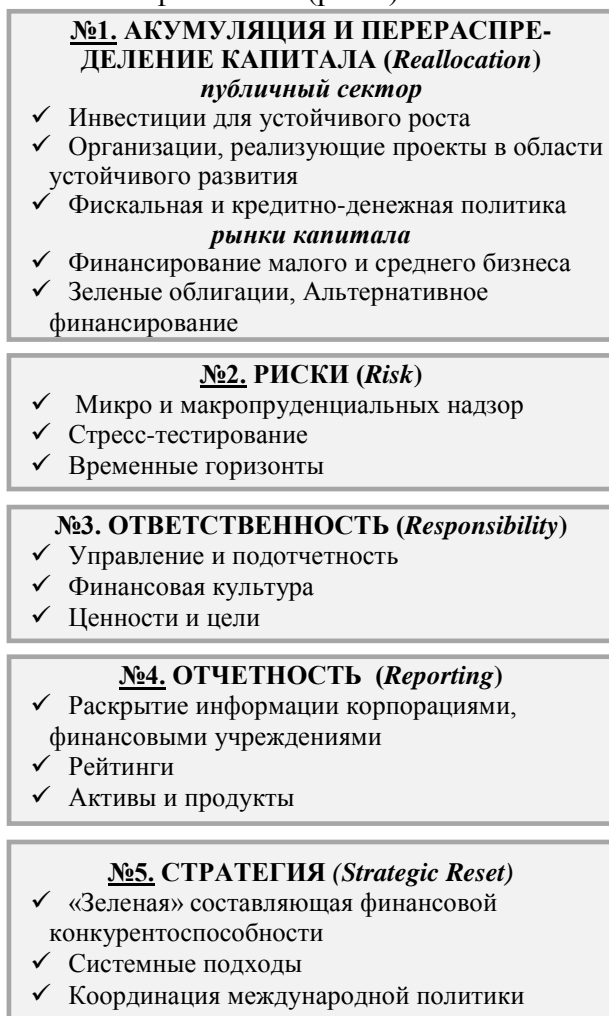 №1. АКУМУЛЯЦИЯ И ПЕРЕРАСПРЕ-
ДЕЛЕНИЕ КАПИТАЛА (Reallocation)
публичный сектор
✓ Инвестиции для устойчивого роста
✓ Организации, реализующие проекты в области
устойчивого развития
✓ Фискальная и кредитно-денежная политика
рынки капитала
✓ Финансирование малого и среднего бизнеса
✓ Зеленые облигации, Альтернативное
финансирование
№2. РИСКИ (Risk)
✓ Микро и макропруденциальных надзор
✓ Стресс-тестирование
✓ Временные горизонты
№3. ОТВЕТСТВЕННОСТЬ (Responsibility)
✓ Управление и подотчетность
✓ Финансовая культура
✓ Ценности и цели
№4. ОТЧЕТНОСТЬ (Reporting)
✓ Раскрытие информации корпорациями,
финансовыми учреждениями
✓ Рейтинги
✓ Активы и продукты
№5. СТРАТЕГИЯ (Strategic Reset)
✓ «Зеленая» составляющая финансовой
конкурентоспособности
✓ Системные подходы
✓ Координация международной политики